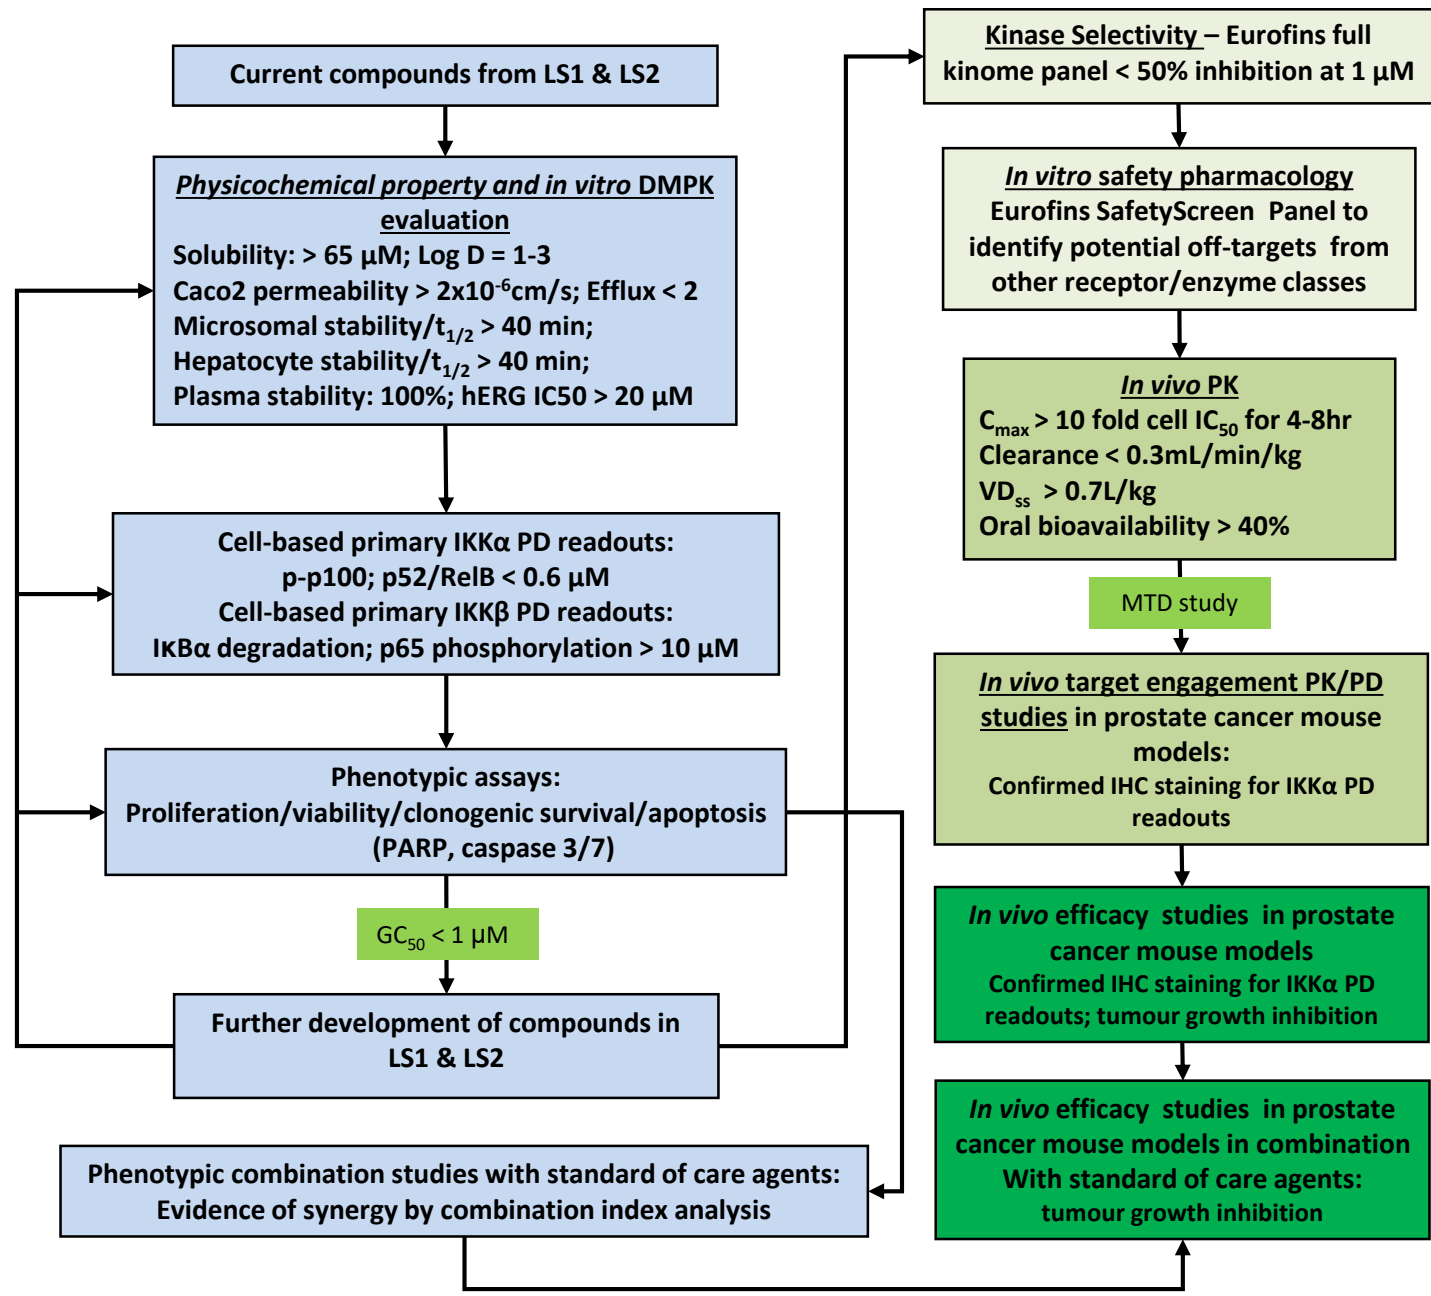 Current compounds from LS1 & LS2
Physicochemical property and in vitro DMPK
evaluation
Solubility: > 65 µM; Log D = 1-3
Caco2 permeability > 2x10⁻⁶cm/s; Efflux < 2
Microsomal stability/t₁/₂ > 40 min;
Hepatocyte stability/t₁/₂ > 40 min;
Plasma stability: 100%; hERG IC50 > 20 µM
Cell-based primary IKKα PD readouts:
p-p100; p52/RelB < 0.6 µM
Cell-based primary IKKβ PD readouts:
IκBα degradation; p65 phosphorylation > 10 µM
Phenotypic assays:
Proliferation/viability/clonogenic survival/apoptosis
(PARP, caspase 3/7)
GC₅₀ < 1 µM
Further development of compounds in
LS1 & LS2
Phenotypic combination studies with standard of care agents:
Evidence of synergy by combination index analysis
Kinase Selectivity – Eurofins full
kinome panel < 50% inhibition at 1 µM
In vitro safety pharmacology
Eurofins SafetyScreen Panel to
identify potential off-targets from
other receptor/enzyme classes
In vivo PK
Cₘₐₓ > 10 fold cell IC₅₀ for 4-8hr
Clearance < 0.3mL/min/kg
VDₛₛ > 0.7L/kg
Oral bioavailability > 40%
MTD study
In vivo target engagement PK/PD
studies in prostate cancer mouse
models:
Confirmed IHC staining for IKKα PD
readouts
In vivo efficacy studies in prostate
cancer mouse models
Confirmed IHC staining for IKKα PD
readouts; tumour growth inhibition
In vivo efficacy studies in prostate
cancer mouse models in combination
With standard of care agents:
tumour growth inhibition